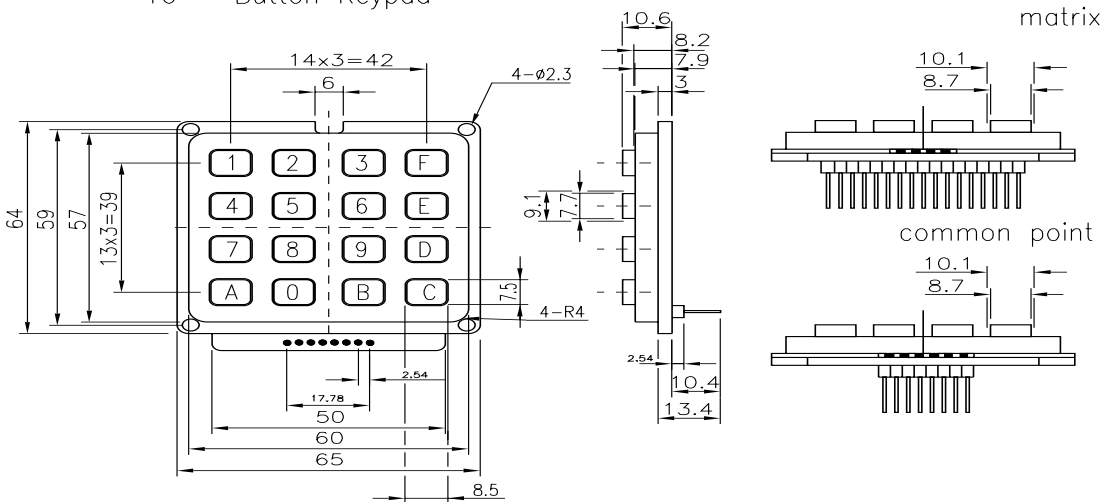 10.6
matrix
8.2
7.9
3
14x3=42
6
4-ø2.3
10.1
8.7
1 2 3 F
4 5 6 E
7 8 9 D
A 0 B C
64
59
57
13x3=39
7.5
4-R4
9.1
7.7
common point
10.1
8.7
2.54
17.78
50
60
65
8.5
2.54
10.4
13.4